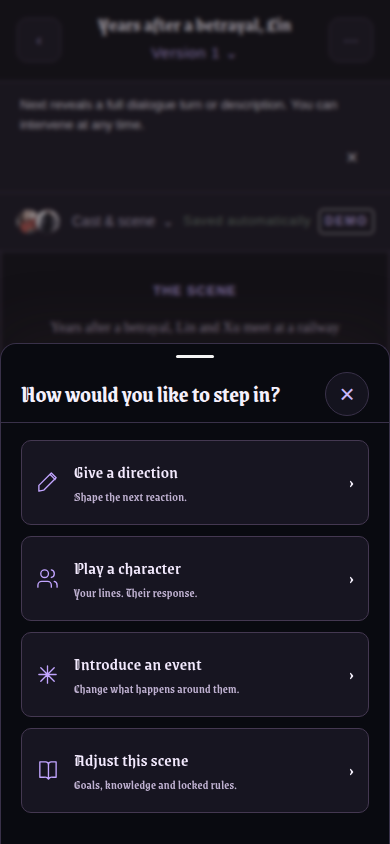 Years after a betrayal, Lin
Version 1
Next reveals a full dialogue turn or description. You can
intervene at any time.
Cast & scene
Saved automatically
DEMO
THE SCENE
Years after a betrayal, Lin and Xu meet at a railway
How would you like to step in?
Give a direction
Shape the next reaction.
Play a character
Your lines. Their response.
Introduce an event
Change what happens around them.
Adjust this scene
Goals, knowledge and locked rules.